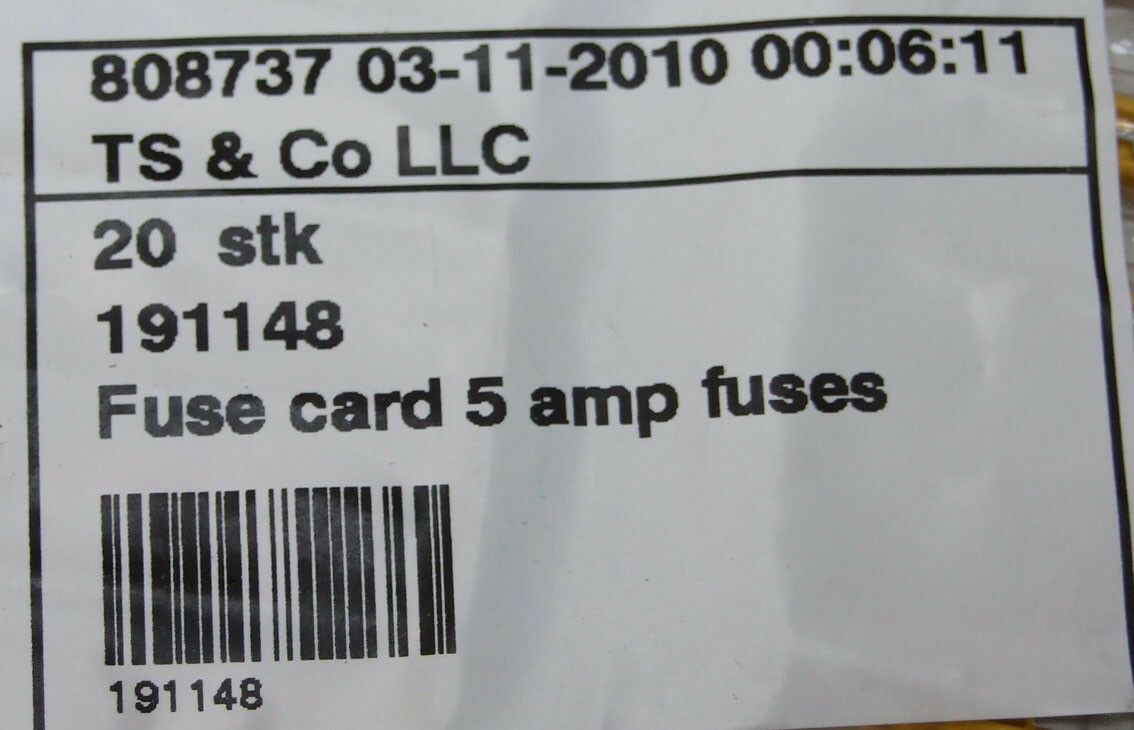 808737 03-11-2010 00:06:11
TS & Co LLC
20 stk
191148
Fuse card 5 amp fuses
191148